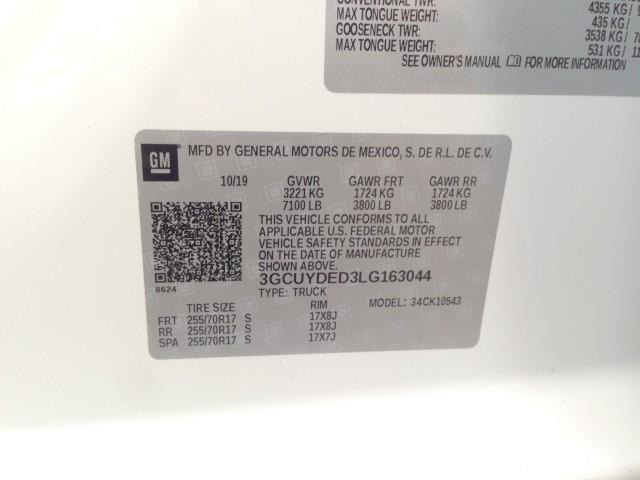 CONVENTIONAL TWR: 4355 KG /
MAX TONGUE WEIGHT: 435 KG /
GOOSENECK TWR: 3538 KG /
MAX TONGUE WEIGHT: 531 KG /
SEE OWNER'S MANUAL FOR MORE INFORMATION
GM
MFD BY GENERAL MOTORS DE MEXICO, S. DE R.L. DE C.V.
10/19 GVWR GAWR FRT GAWR RR
3221 KG 1724 KG 1724 KG
7100 LB 3800 LB 3800 LB
THIS VEHICLE CONFORMS TO ALL
APPLICABLE U.S. FEDERAL MOTOR
VEHICLE SAFETY STANDARDS IN EFFECT
ON THE DATE OF MANUFACTURE
SHOWN ABOVE.
3GCUYDED3LG163044
8624
TYPE: TRUCK
MODEL: 34CK10543
TIRE SIZE RIM
FRT 255/70R17 S 17X8J
RR 255/70R17 S 17X8J
SPA 255/70R17 S 17X7J